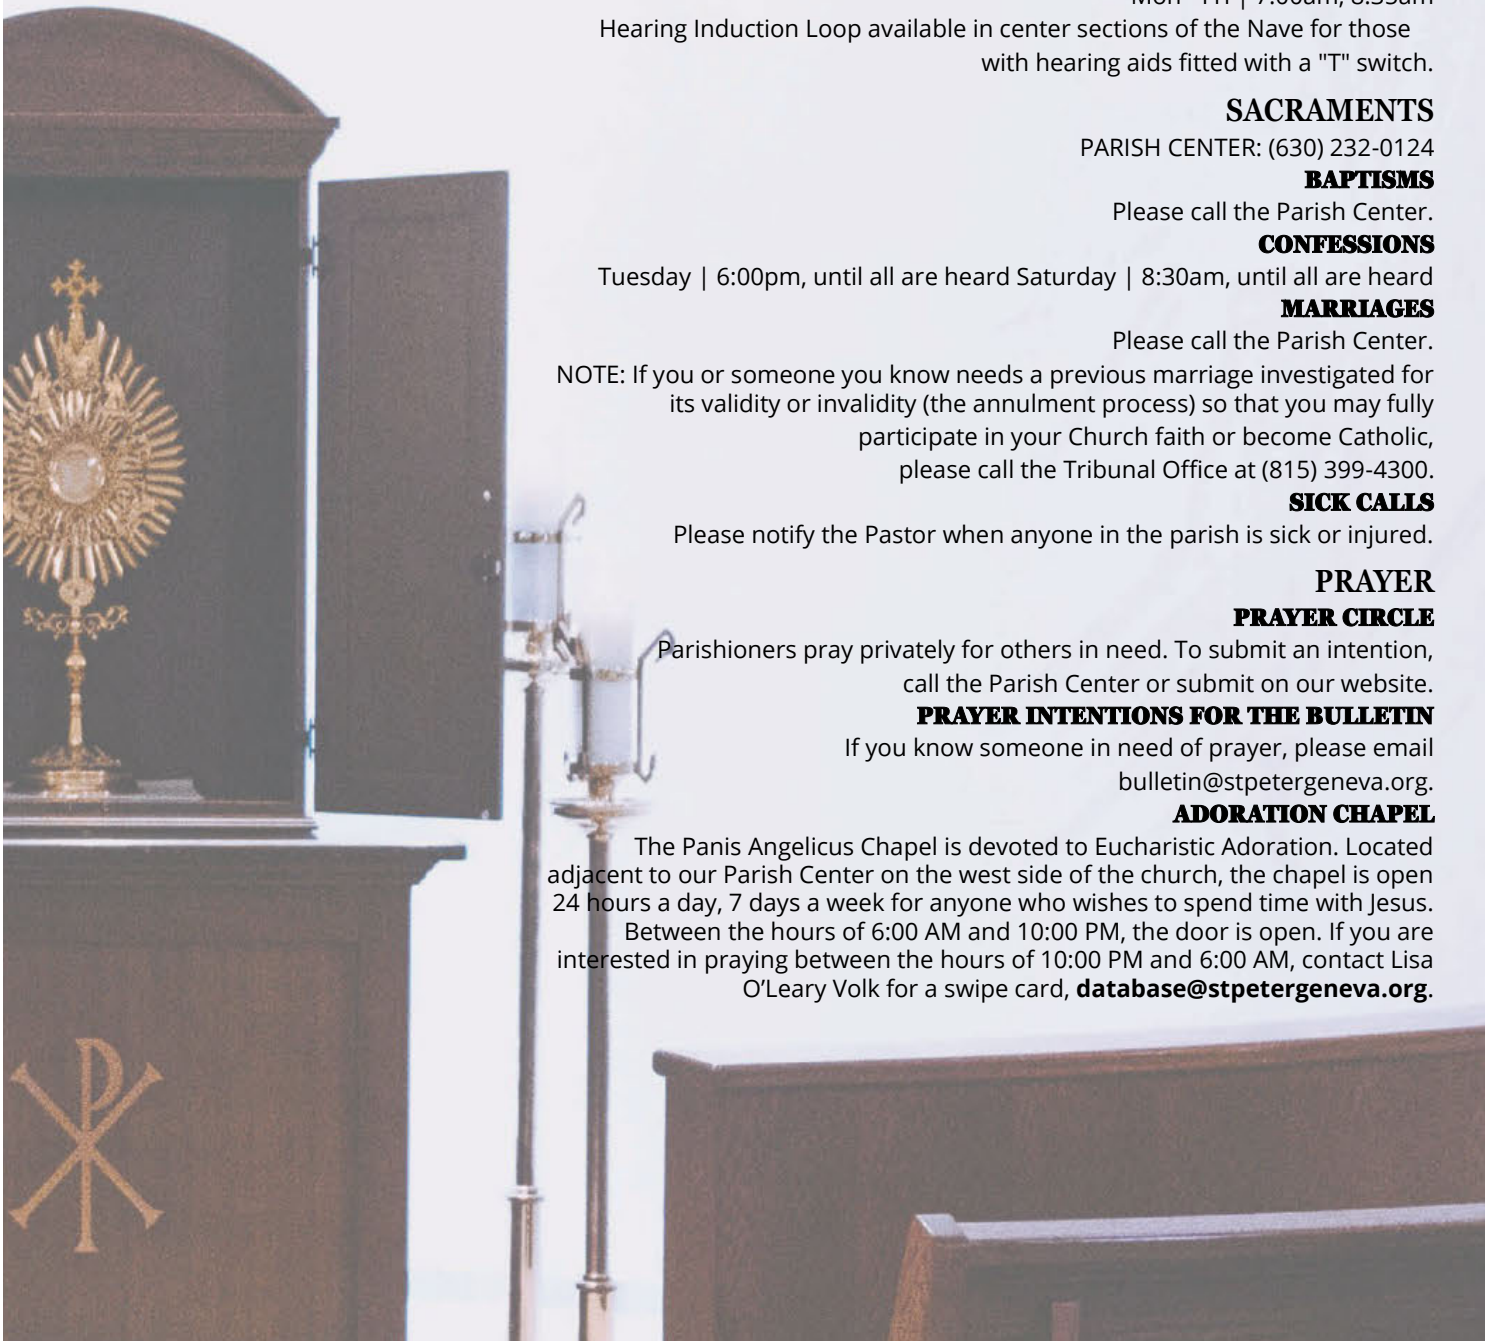 Hearing Induction Loop available in center sections of the Nave for those
with hearing aids fitted with a "T" switch.
SACRAMENTS
PARISH CENTER: (630) 232-0124
BAPTISMS
Please call the Parish Center.
CONFESSIONS
Tuesday | 6:00pm, until all are heard Saturday | 8:30am, until all are heard
MARRIAGES
Please call the Parish Center.
NOTE: If you or someone you know needs a previous marriage investigated for
its validity or invalidity (the annulment process) so that you may fully
participate in your Church faith or become Catholic,
please call the Tribunal Office at (815) 399-4300.
SICK CALLS
Please notify the Pastor when anyone in the parish is sick or injured.
PRAYER
PRAYER CIRCLE
Parishioners pray privately for others in need. To submit an intention,
call the Parish Center or submit on our website.
PRAYER INTENTIONS FOR THE BULLETIN
If you know someone in need of prayer, please email
bulletin@stpetergeneva.org.
ADORATION CHAPEL
The Panis Angelicus Chapel is devoted to Eucharistic Adoration. Located
adjacent to our Parish Center on the west side of the church, the chapel is open
24 hours a day, 7 days a week for anyone who wishes to spend time with Jesus.
Between the hours of 6:00 AM and 10:00 PM, the door is open. If you are
interested in praying between the hours of 10:00 PM and 6:00 AM, contact Lisa
O’Leary Volk for a swipe card, database@stpetergeneva.org.